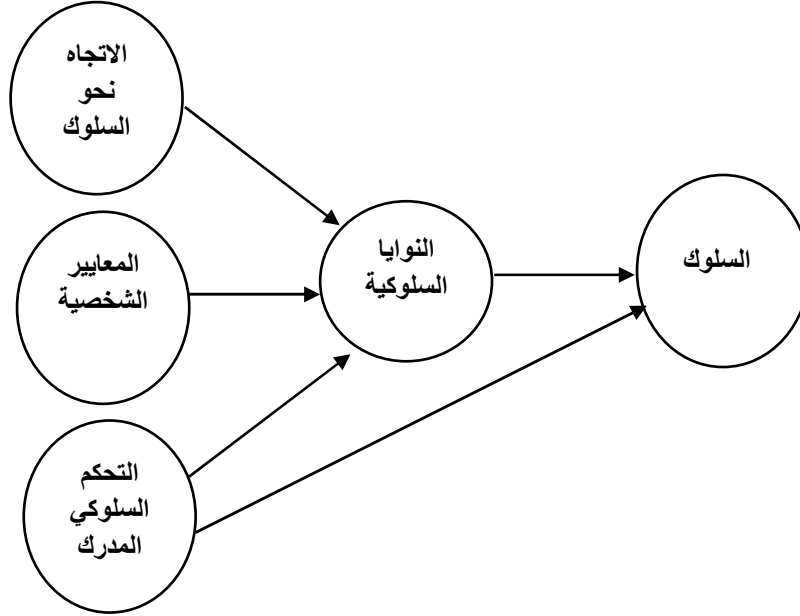 الاتجاه
نحو
السلوك
المعايير
الشخصية
التحكم
السلوكي
المدرك
النوايا
السلوكية
السلوك